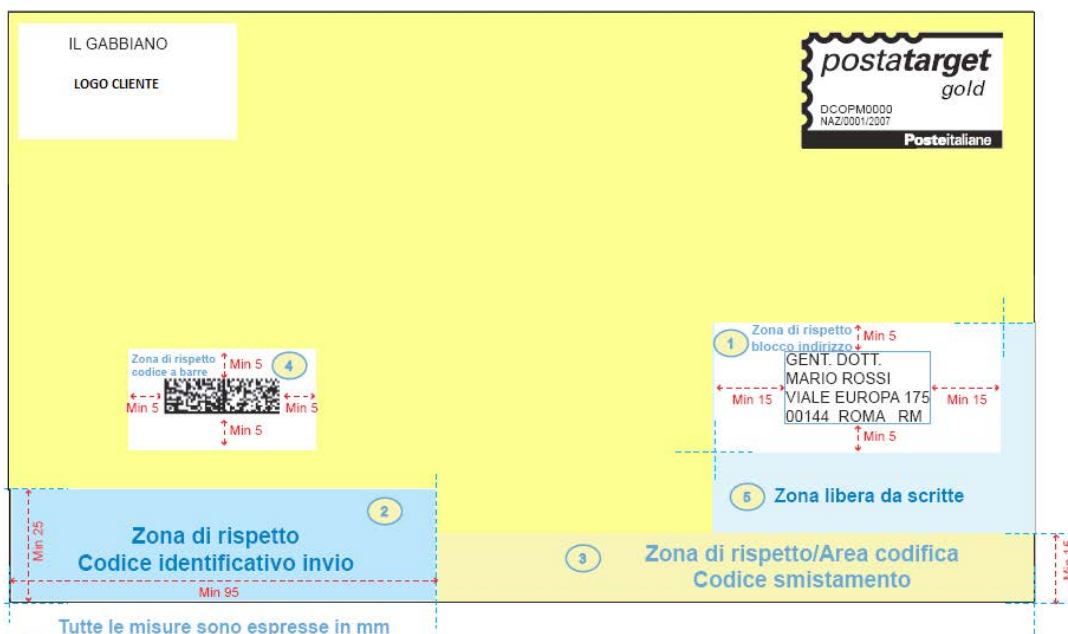 IL GABBIANO
LOGO CLIENTE
postatarget
gold
DCOPM0000
NAZ/0001/2007
Posteitaliane
1
Zona di rispetto
blocco indirizzo
Min 5
GENT. DOTT.
MARIO ROSSI
VIALE EUROPA 175
00144 ROMA RM
Min 15
Min 15
Min 5
Zona di rispetto
codice a barre
Min 5
4
Min 5
Min 5
Min 5
5 Zona libera da scritte
2
Min 25
Zona di rispetto
Codice identificativo invio
Min 95
3
Zona di rispetto/Area codifica
Codice smistamento
Min 15
Tutte le misure sono espresse in mm